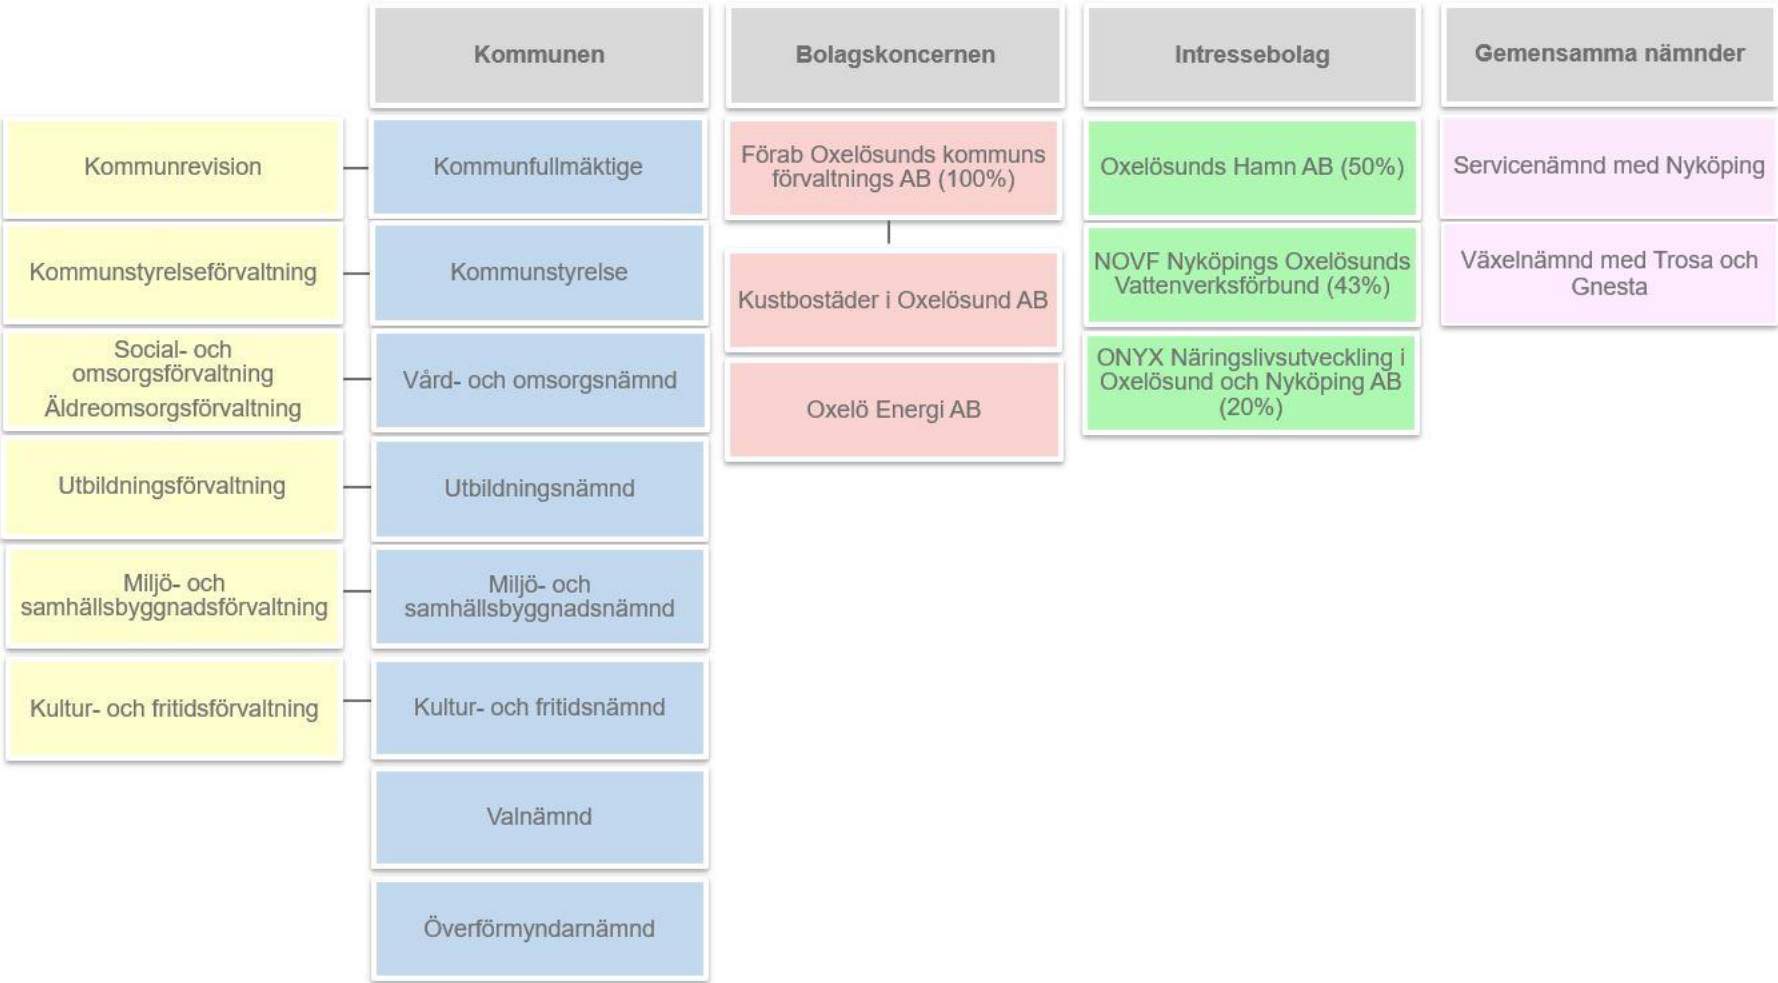 Kommunen
Bolagskoncernen
Intressebolag
Gemensamma nämnder
Kommunrevision
Kommunfullmäktige
Förab Oxelösunds kommuns
förvaltnings AB (100%)
Oxelösunds Hamn AB (50%)
Servicenämnd med Nyköping
Kommunstyrelseförvaltning
Kommunstyrelse
Kustbostäder i Oxelösund AB
NOVF Nyköpings Oxelösunds
Vattenverksförbund (43%)
Växelnämnd med Trosa och
Gnesta
Social- och
omsorgsförvaltning
Äldreomsorgsförvaltning
Vård- och omsorgsnämnd
Oxelö Energi AB
ONYX Näringslivsutveckling i
Oxelösund och Nyköping AB
(20%)
Utbildningsförvaltning
Utbildningsnämnd
Miljö- och
samhällsbyggnadsförvaltning
Miljö- och
samhällsbyggnadsnämnd
Kultur- och fritidsförvaltning
Kultur- och fritidsnämnd
Valnämnd
Överförmyndarnämnd